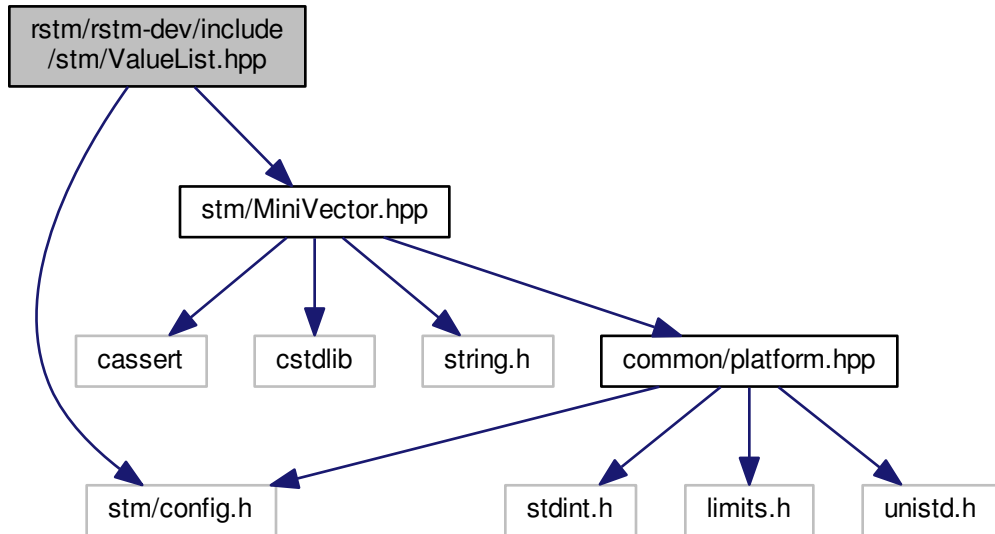 rstm/rstm-dev/include
/stm/ValueList.hpp
stm/MiniVector.hpp
cassert
cstdlib
string.h
common/platform.hpp
stm/config.h
stdint.h
limits.h
unistd.h